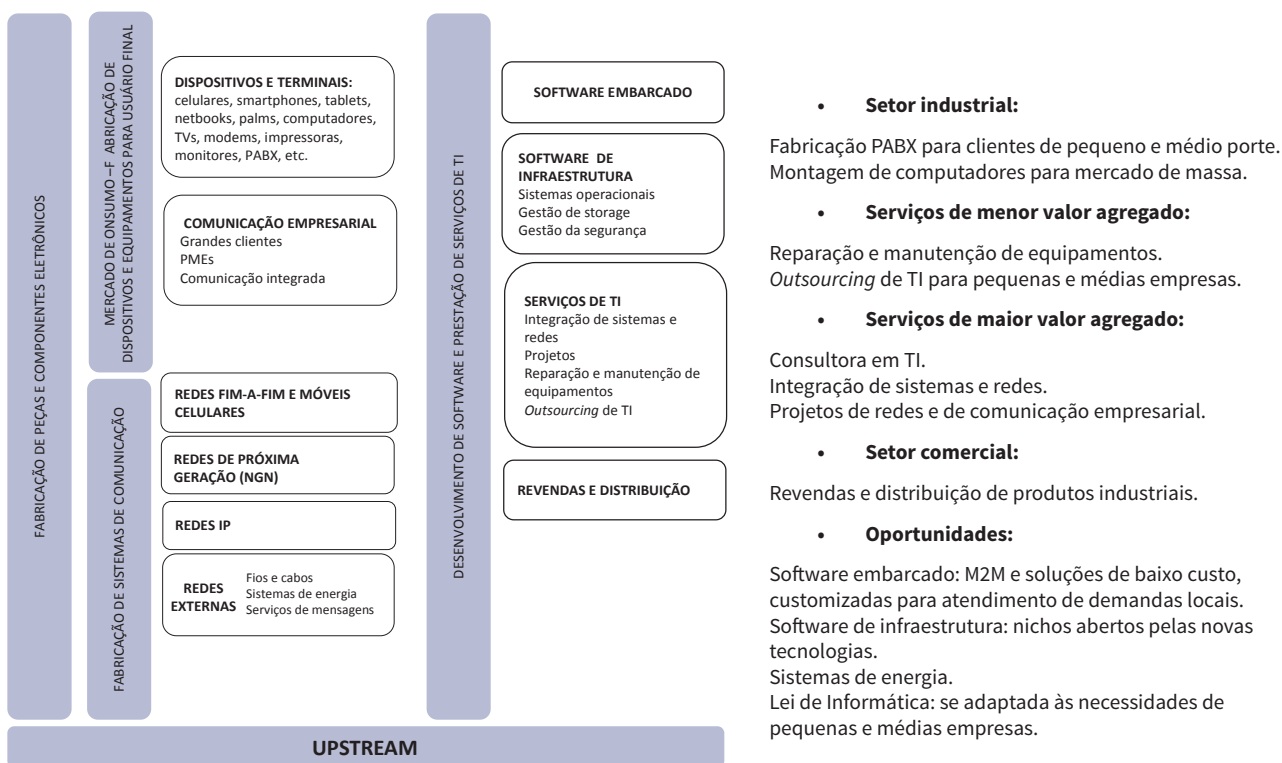 FABRICAÇÃO DE PEÇAS E COMPONENTES ELETRÔNICOS
MERCADO DE ONSUMO –F ABRICAÇÃO DE
DISPOSITIVOS E EQUIPAMENTOS PARA USUÁRIO FINAL
DISPOSITIVOS E TERMINAIS:
celulares, smartphones, tablets,
netbooks, palms, computadores,
TVs, modems, impressoras,
monitores, PABX, etc.
COMUNICAÇÃO EMPRESARIAL
Grandes clientes
PMEs
Comunicação integrada
FABRICAÇÃO DE SISTEMAS DE COMUNICAÇÃO
REDES FIM-A-FIM E MÓVEIS
CELULARES
REDES DE PRÓXIMA
GERAÇÃO (NGN)
REDES IP
REDES
EXTERNAS
Fios e cabos
Sistemas de energia
Serviços de mensagens
DESENVOLVIMENTO DE SOFTWARE E PRESTAÇÃO DE SERVIÇOS DE TI
SOFTWARE EMBARCADO
SOFTWARE DE
INFRAESTRUTURA
Sistemas operacionais
Gestão de storage
Gestão da segurança
SERVIÇOS DE TI
Integração de sistemas e
redes
Projetos
Reparação e manutenção de
equipamentos
Outsourcing de TI
REVENDAS E DISTRIBUIÇÃO
UPSTREAM
• Setor industrial:
Fabricação PABX para clientes de pequeno e médio porte.
Montagem de computadores para mercado de massa.
• Serviços de menor valor agregado:
Reparação e manutenção de equipamentos.
Outsourcing de TI para pequenas e médias empresas.
• Serviços de maior valor agregado:
Consultora em TI.
Integração de sistemas e redes.
Projetos de redes e de comunicação empresarial.
• Setor comercial:
Revendas e distribuição de produtos industriais.
• Oportunidades:
Software embarcado: M2M e soluções de baixo custo,
customizadas para atendimento de demandas locais.
Software de infraestrutura: nichos abertos pelas novas
tecnologias.
Sistemas de energia.
Lei de Informática: se adaptada às necessidades de
pequenas e médias empresas.